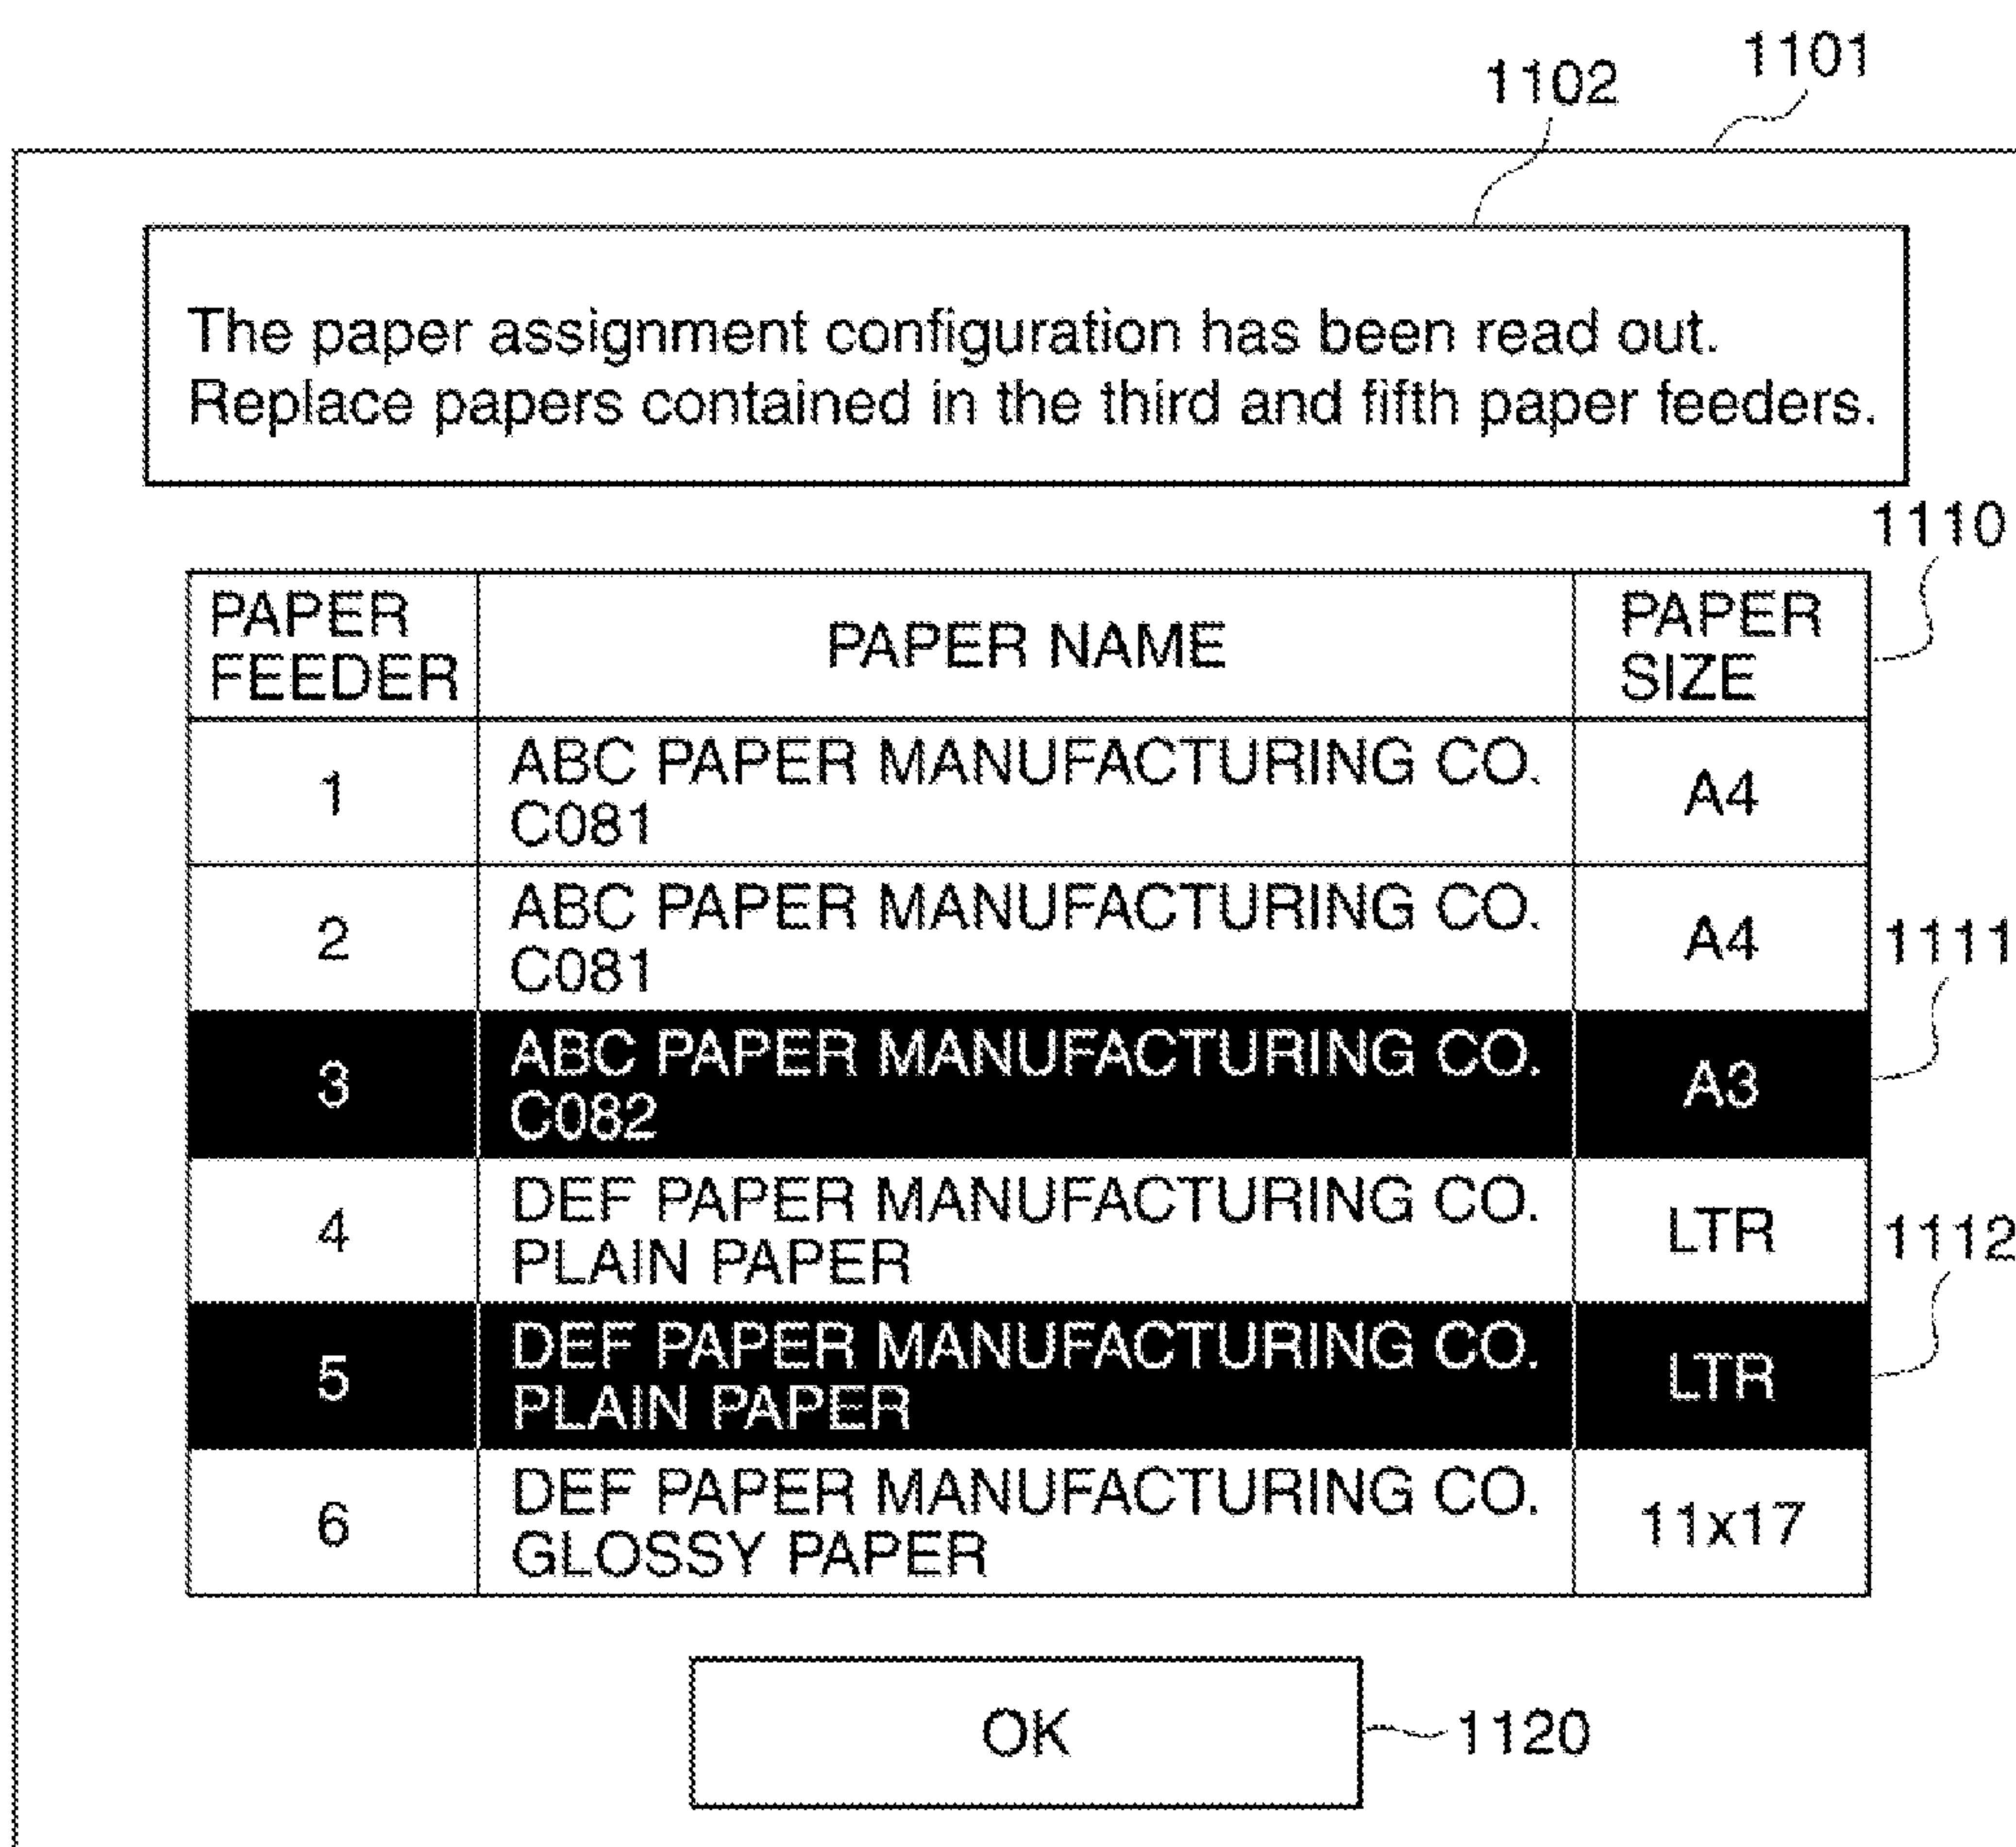 1101
1102
The paper assignment configuration has been read out.
Replace papers contained in the third and fifth paper feeders.
1110
PAPER FEEDER PAPER NAME PAPER SIZE
1 ABC PAPER MANUFACTURING CO. A4
C081
2 ABC PAPER MANUFACTURING CO. A4
C081
1111
3 ABC PAPER MANUFACTURING CO. A3
C082
4 DEF PAPER MANUFACTURING CO. LTR
PLAIN PAPER
1112
5 DEF PAPER MANUFACTURING CO. LTR
PLAIN PAPER
6 DEF PAPER MANUFACTURING CO. 11x17
GLOSSY PAPER
OK 1120